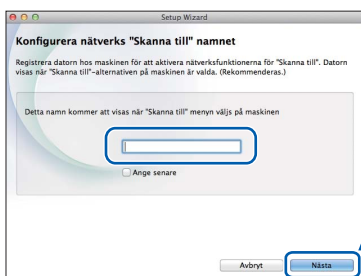 Setup Wizard
Konfigurera nätverks "Skanna till" namnet
Registrera datorn hos maskinen för att aktivera nätverksfunktionerna för "Skanna till". Datorn
visas när "Skanna till"-alternativen på maskinen är valda. (Rekommenderas.)
Detta namn kommer att visas när "Skanna till" menyn väljs på maskinen
Ange senare
Avbryt
Nästa